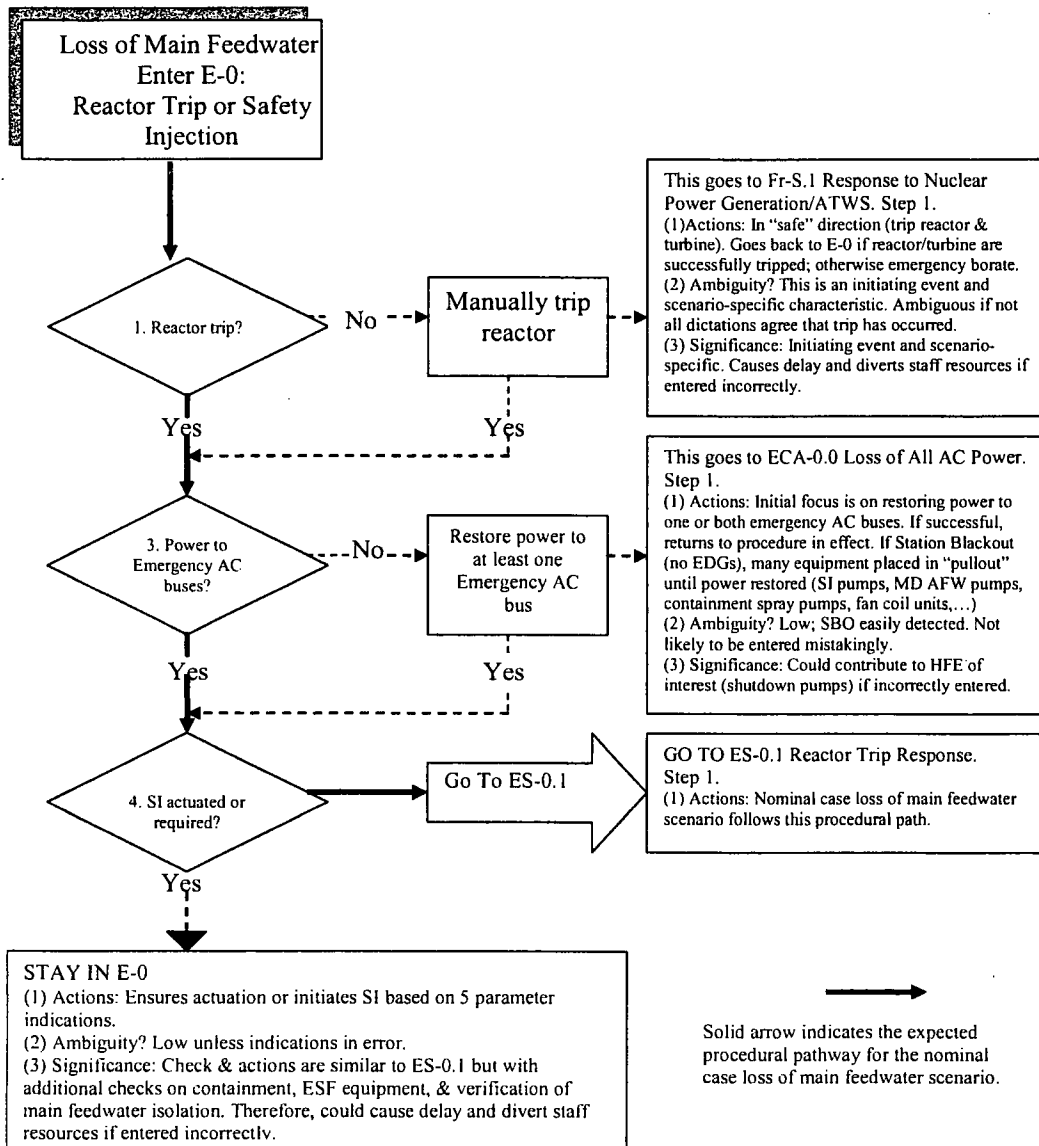 Loss of Main Feedwater
Enter E-0:
Reactor Trip or Safety
Injection
This goes to Fr-S.1 Response to Nuclear
Power Generation/ATWS. Step 1.
(1)Actions: In “safe” direction (trip reactor &
turbine). Goes back to E-0 if reactor/turbine are
successfully tripped; otherwise emergency borate.
(2) Ambiguity? This is an initiating event and
scenario-specific characteristic. Ambiguous if not
all dictations agree that trip has occurred.
(3) Significance: Initiating event and scenario-
specific. Causes delay and diverts staff resources if
entered incorrectly.
1. Reactor trip?
No
Manually trip
reactor
Yes
Yes
This goes to ECA-0.0 Loss of All AC Power.
Step 1.
(1) Actions: Initial focus is on restoring power to
one or both emergency AC buses. If successful,
returns to procedure in effect. If Station Blackout
(no EDGs), many equipment placed in “pullout”
until power restored (SI pumps, MD AFW pumps,
containment spray pumps, fan coil units,…)
(2) Ambiguity? Low; SBO easily detected. Not
likely to be entered mistakingly.
(3) Significance: Could contribute to HFE of
interest (shutdown pumps) if incorrectly entered.
3. Power to
Emergency AC
buses?
No
Restore power to
at least one
Emergency AC
bus
Yes
Yes
4. SI actuated or
required?
Go To ES-0.1
GO TO ES-0.1 Reactor Trip Response.
Step 1.
(1) Actions: Nominal case loss of main feedwater
scenario follows this procedural path.
Yes
STAY IN E-0
(1) Actions: Ensures actuation or initiates SI based on 5 parameter
indications.
(2) Ambiguity? Low unless indications in error.
(3) Significance: Check & actions are similar to ES-0.1 but with
additional checks on containment, ESF equipment, & verification of
main feedwater isolation. Therefore, could cause delay and divert staff
resources if entered incorrectly.
Solid arrow indicates the expected
procedural pathway for the nominal
case loss of main feedwater scenario.